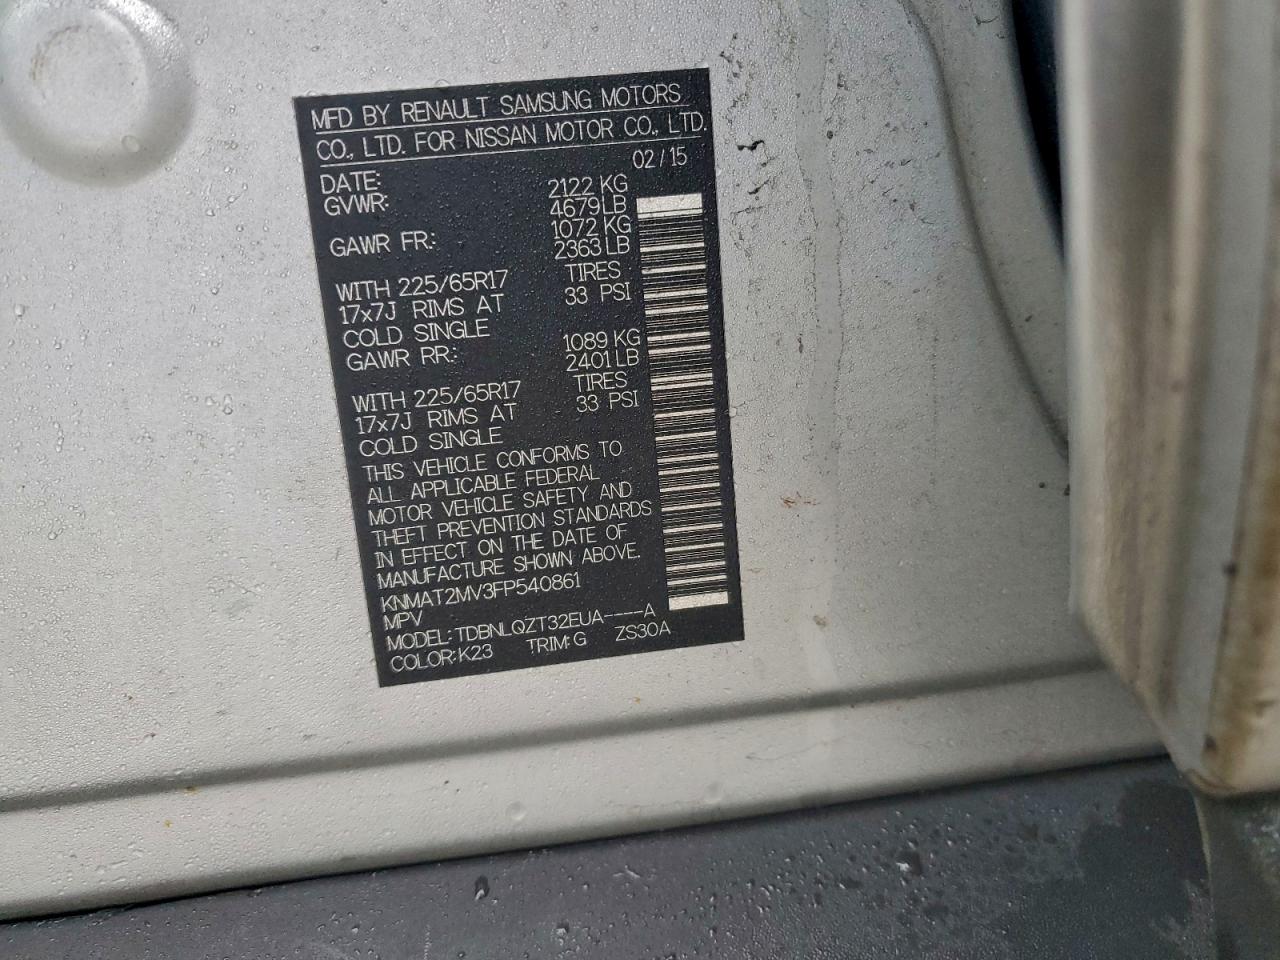 MFD BY RENAULT SAMSUNG MOTORS
CO., LTD. FOR NISSAN MOTOR CO., LTD.
DATE: 02/15
GVWR: 2122 KG
4679 LB
GAWR FR: 1072 KG
2363 LB
WITH 225/65R17 TIRES
17x7J RIMS AT 33 PSI
COLD SINGLE
GAWR RR: 1089 KG
2401 LB
WITH 225/65R17 TIRES
17x7J RIMS AT 33 PSI
COLD SINGLE
THIS VEHICLE CONFORMS TO
ALL APPLICABLE FEDERAL
MOTOR VEHICLE SAFETY AND
THEFT PREVENTION STANDARDS
IN EFFECT ON THE DATE OF
MANUFACTURE SHOWN ABOVE.
KNMAT2MV3FP540861
MPV
MODEL: TDBNLQZT32EUA-----A
COLOR: K23 TRIM: G ZS30A